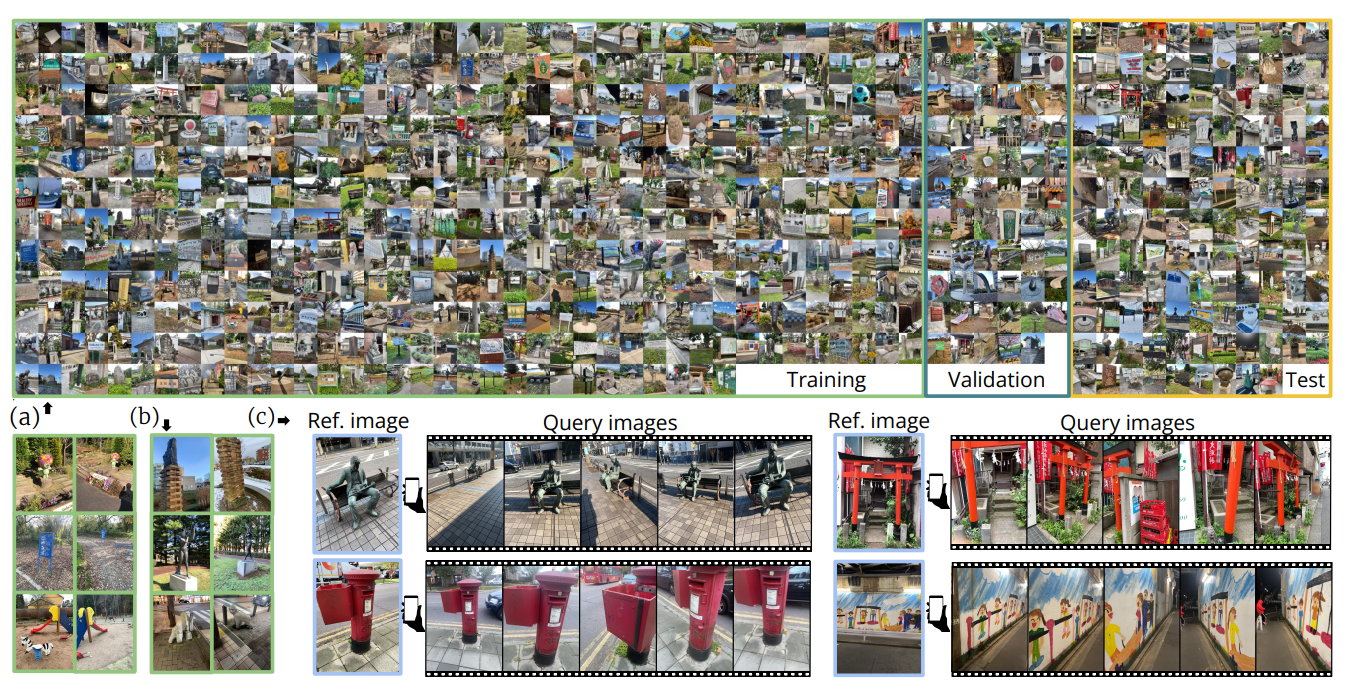 Training
Validation
Test
(a)
(b)
(c)
Ref. image
Query images
Ref. image
Query images